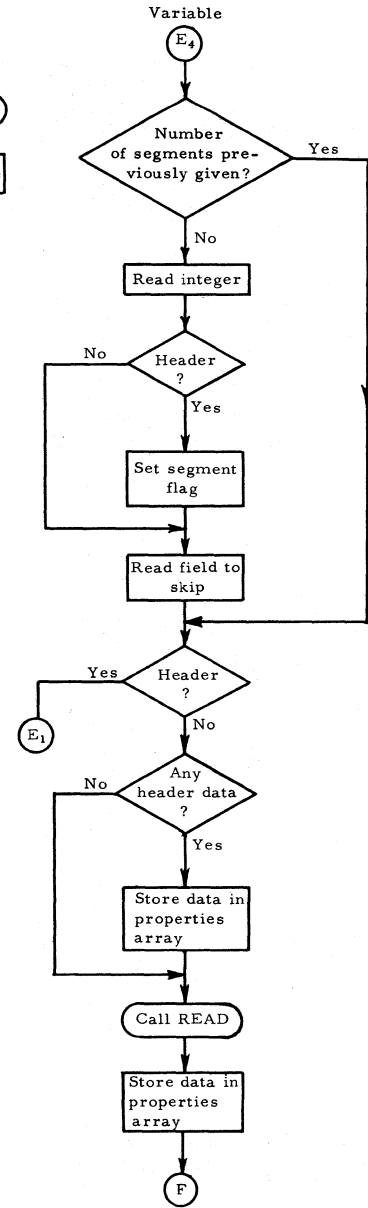 Variable
E4
Number
of segments pre-
viously given?
Yes
No
Read integer
No
Header
?
Yes
Set segment
flag
Read field to
skip
Yes
Header
?
E1
No
No
Any
header data
?
Yes
Store data in
properties
array
Call READ
Store data in
properties
array
F